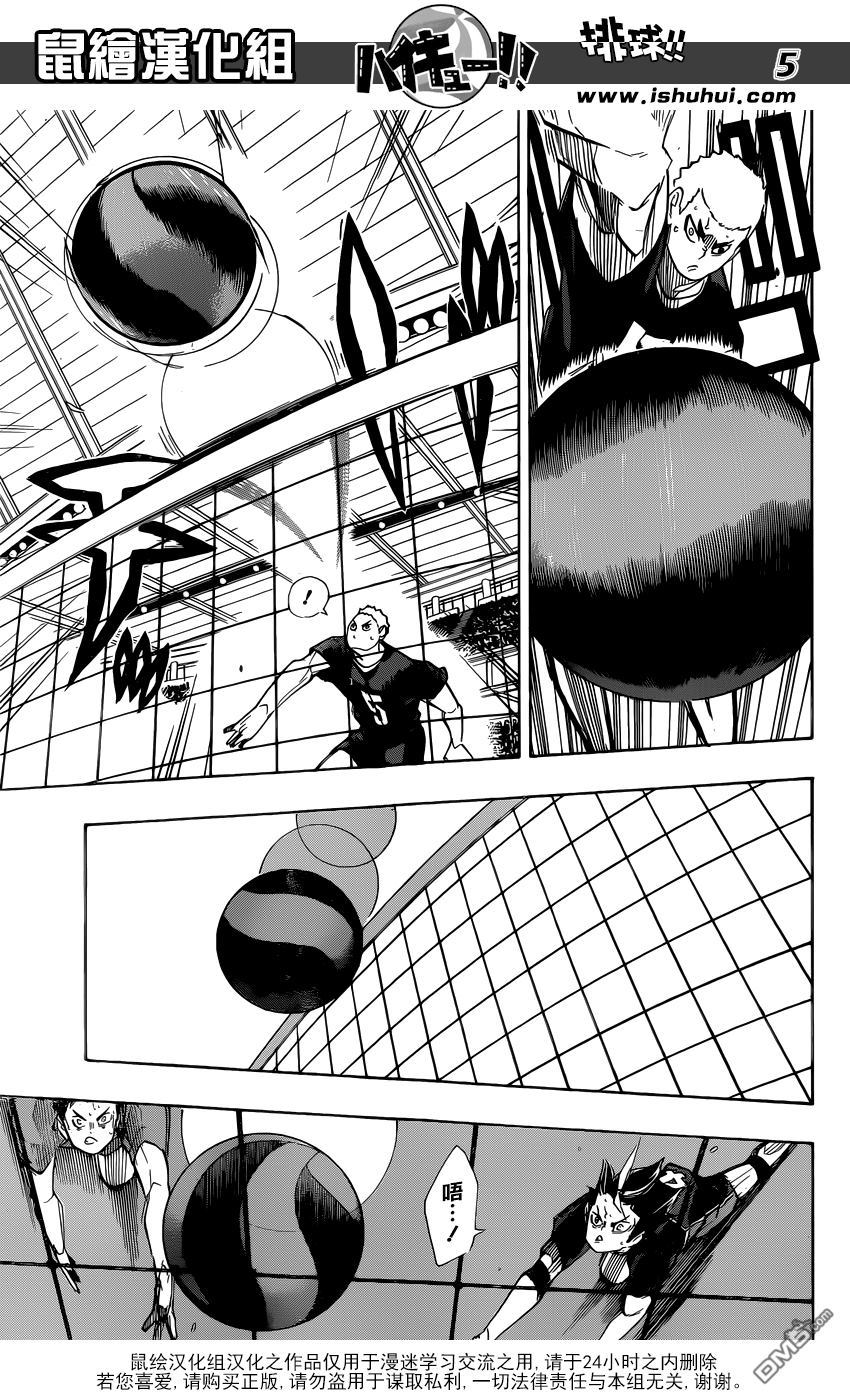 鼠繪漢化組
ハイキュー!!
排球!!
5
www.ishuhui.com
!
5
唔…!
鼠绘汉化组汉化之作品仅用于漫迷学习交流之用,请于24小时之内删除
若您喜爱,请购买正版,请勿盗用于谋取私利,一切法律责任与本组无关,谢谢。